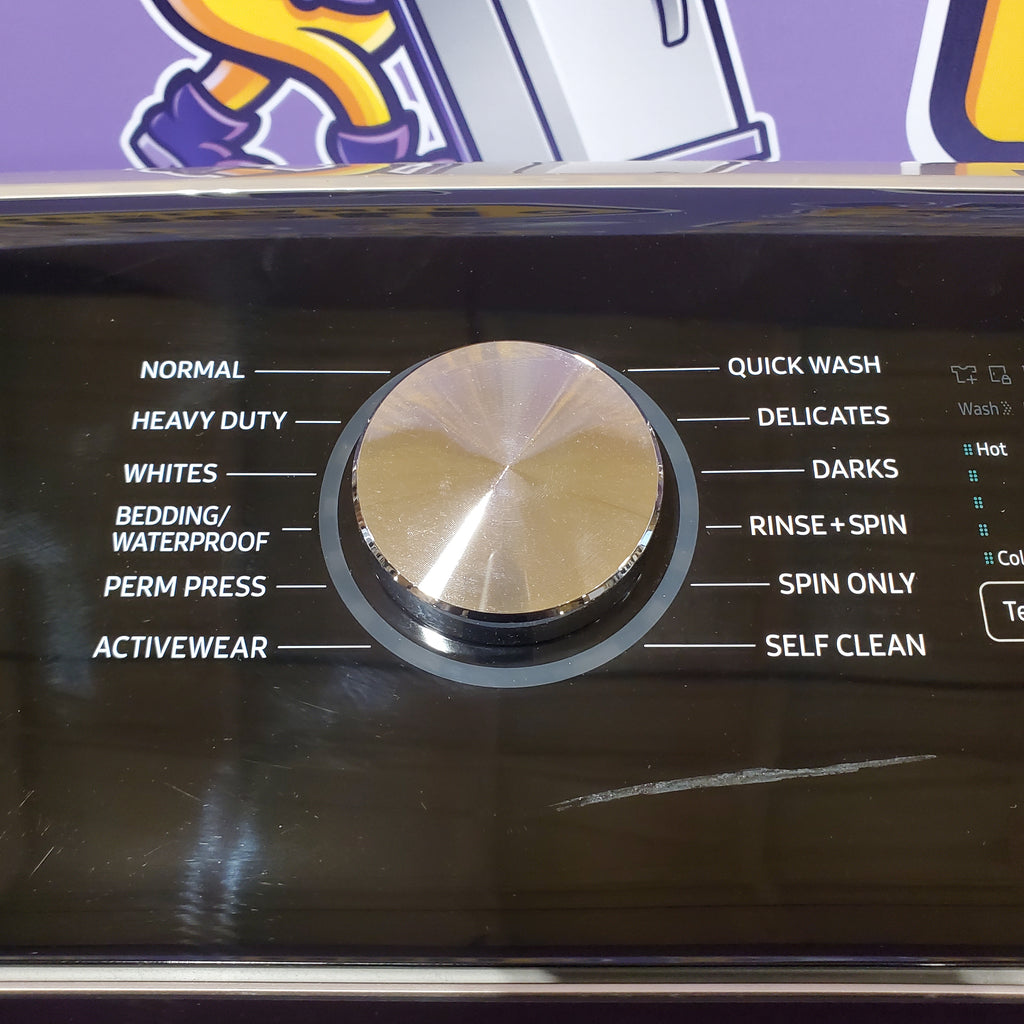 NORMAL
HEAVY DUTY
WHITES
BEDDING/
WATERPROOF
PERM PRESS
ACTIVEWEAR
QUICK WASH
DELICATES
DARKS
RINSE+SPIN
SPIN ONLY
SELF CLEAN
Wash
Hot